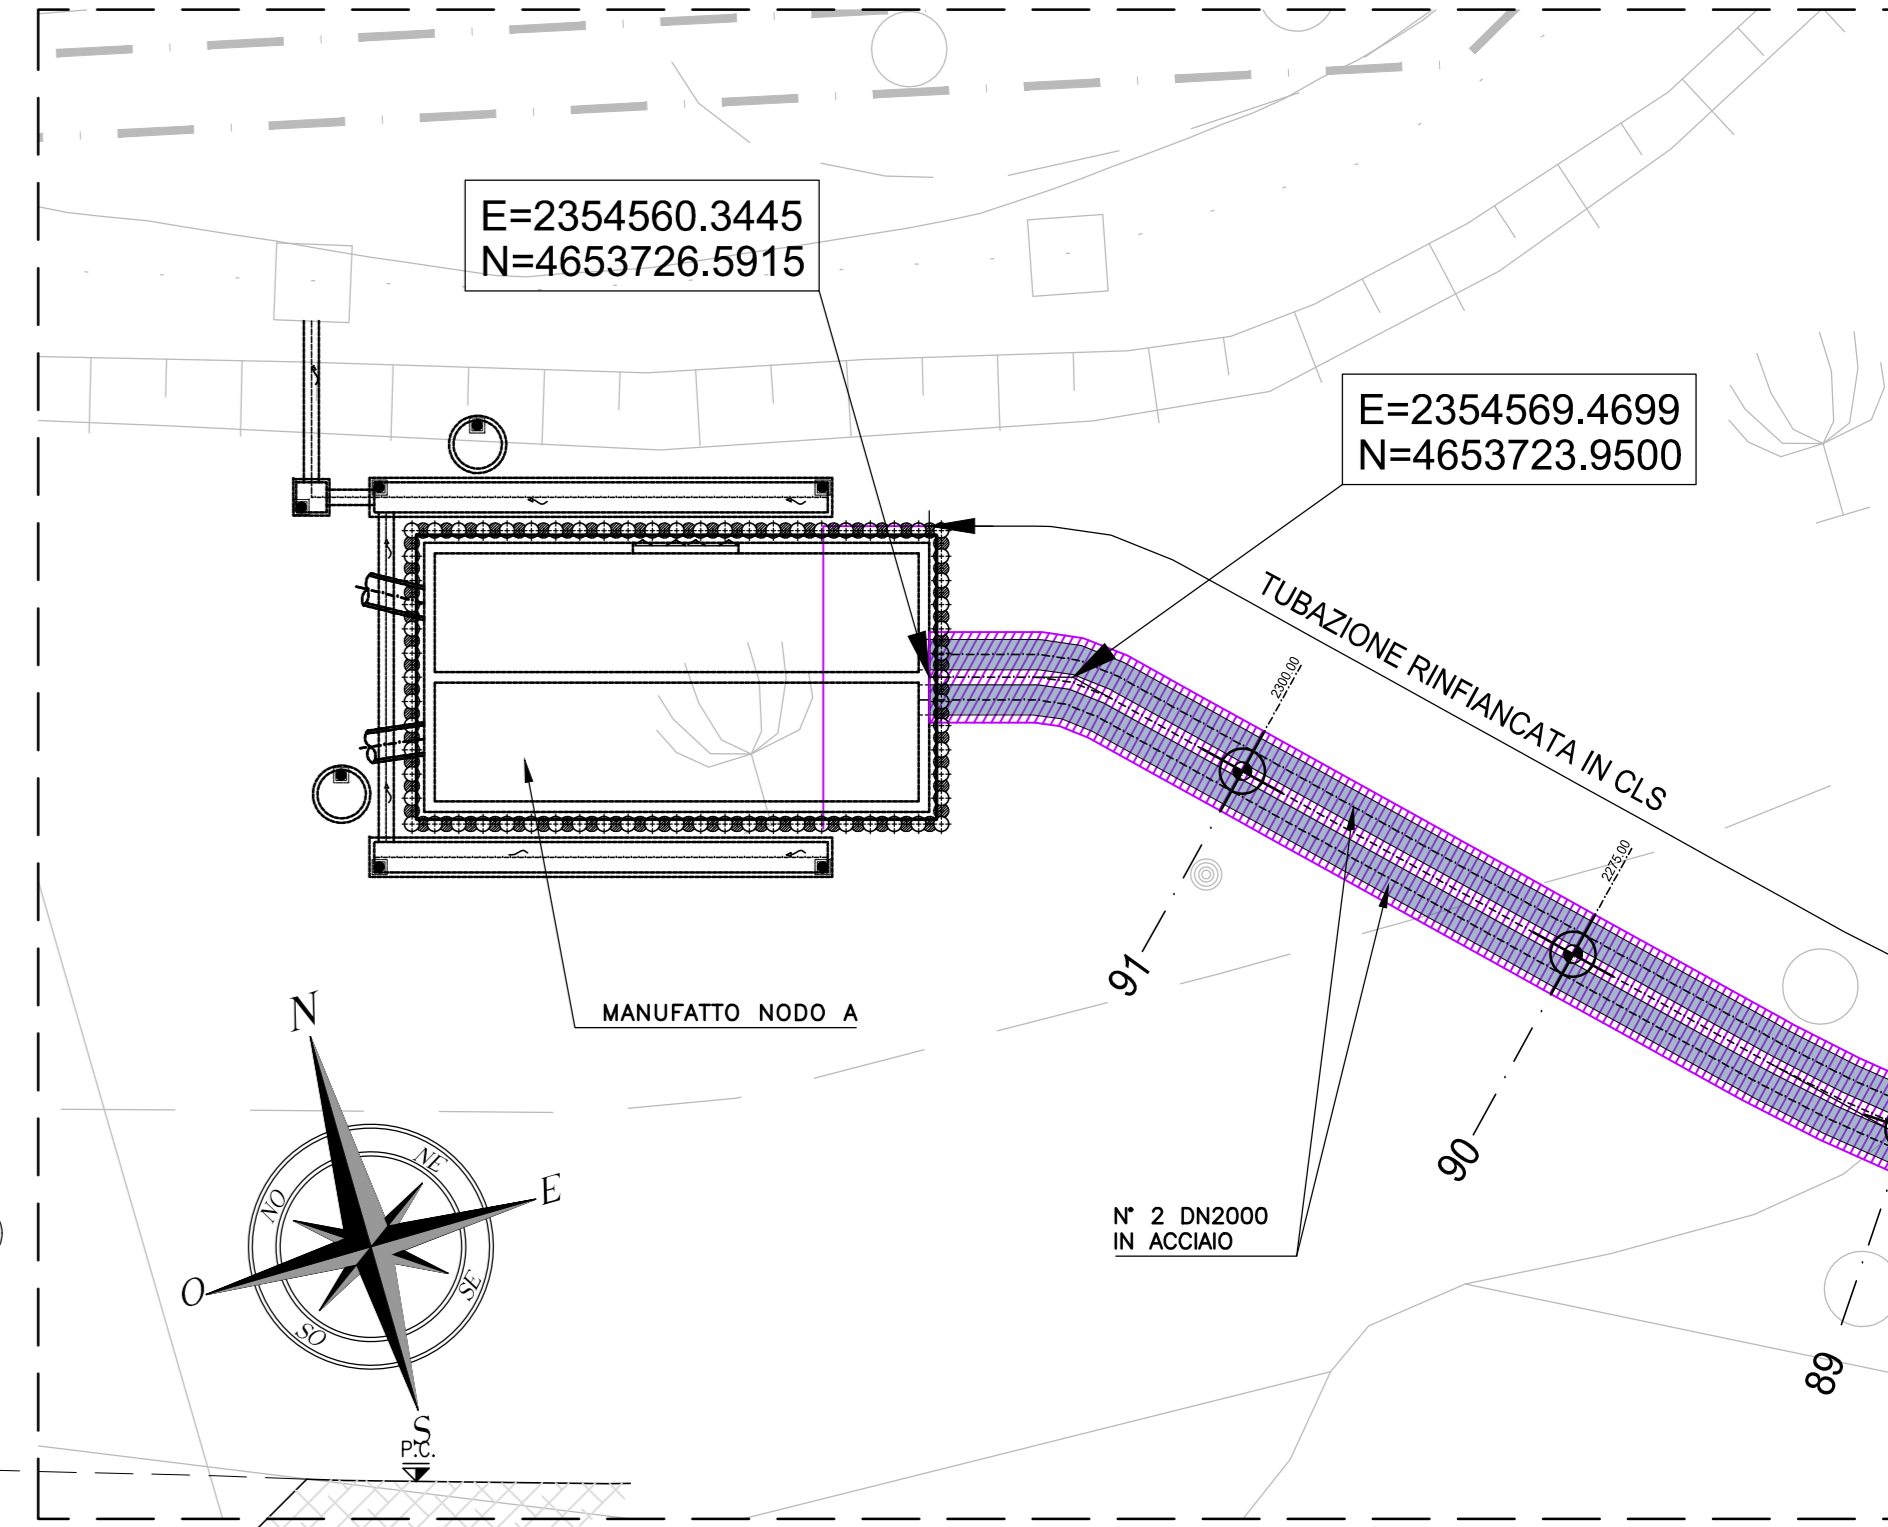 E=2354560.3445
N=4653726.5915
E=2354569.4699
N=4653723.9500
TUBAZIONE RINFIANCATA IN CLS
2300.00
2275.00
91
90
89
MANUFATTO NODO A
N° 2 DN2000
IN ACCIAIO
N
NE
E
SE
S
SO
O
NO
P.C.